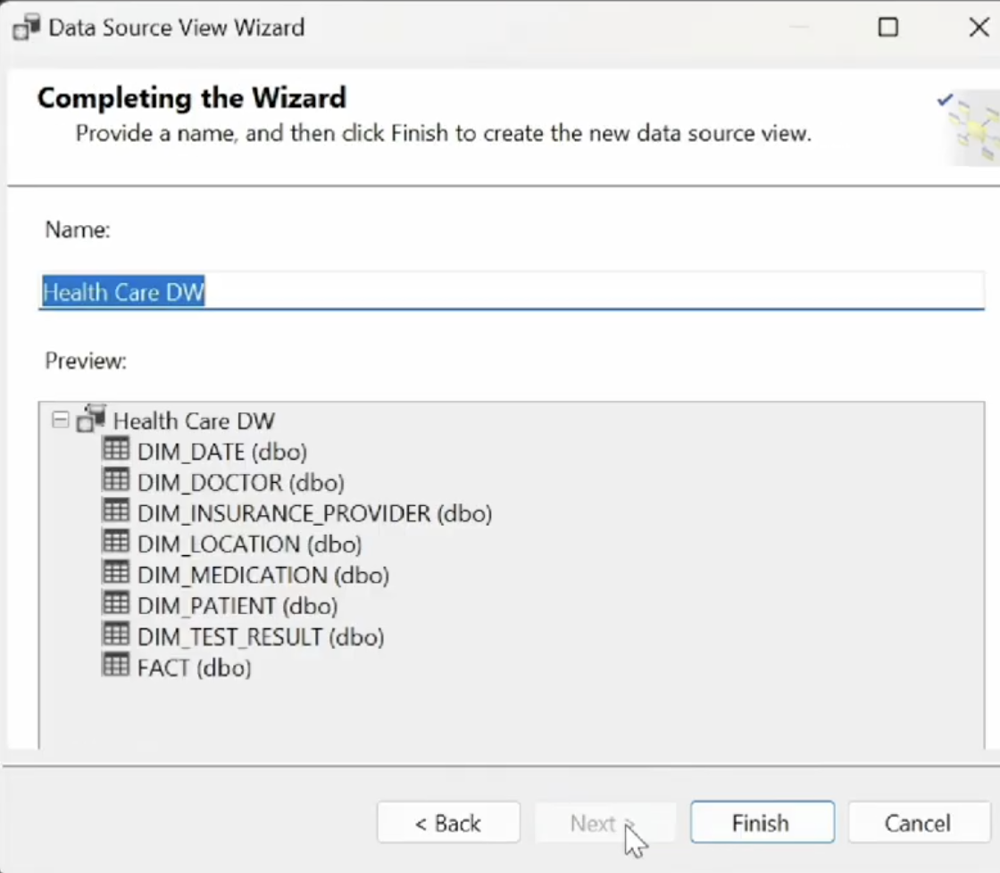 Data Source View Wizard
Completing the Wizard
Provide a name, and then click Finish to create the new data source view.
Name:
Health Care DW
Preview:
Health Care DW
DIM_DATE (dbo)
DIM_DOCTOR (dbo)
DIM_INSURANCE_PROVIDER (dbo)
DIM_LOCATION (dbo)
DIM_MEDICATION (dbo)
DIM_PATIENT (dbo)
DIM_TEST_RESULT (dbo)
FACT (dbo)
< Back Next > Finish Cancel